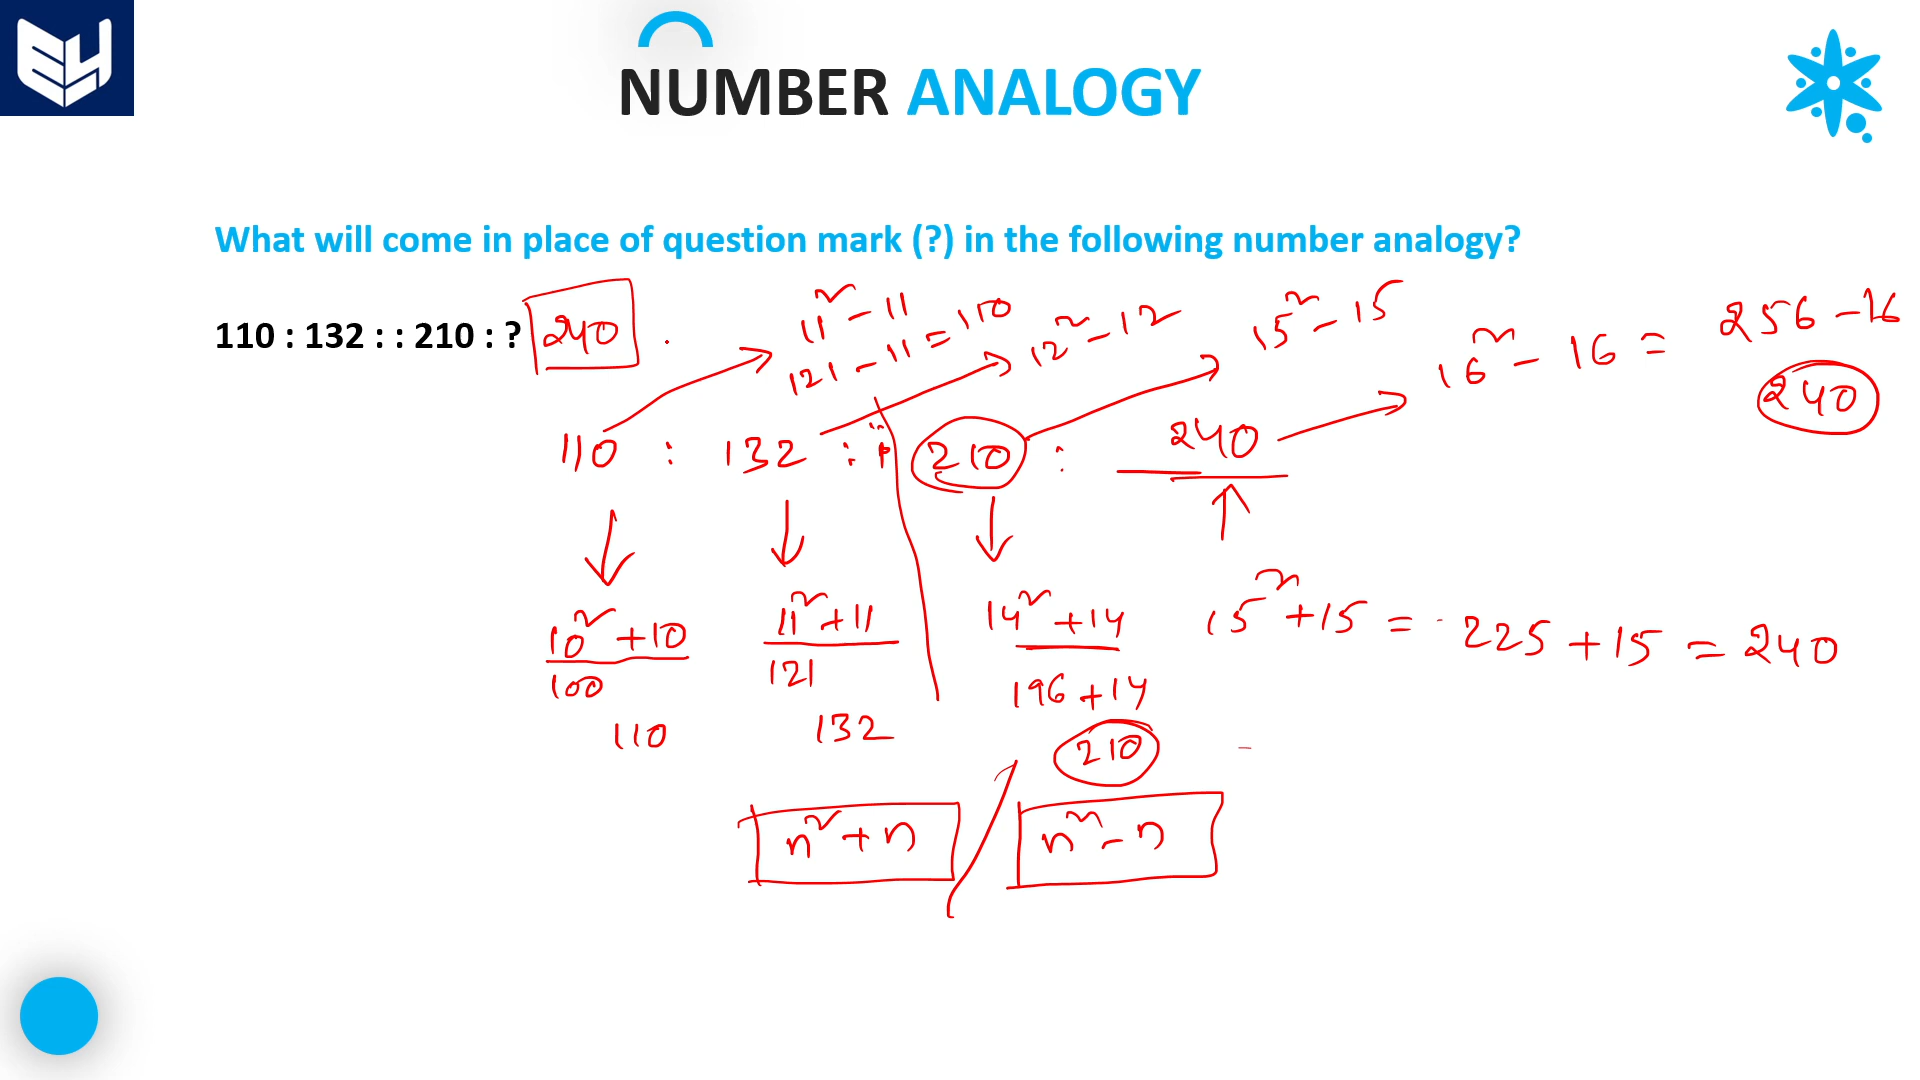 NUMBER ANALOGY
What will come in place of question mark (?) in the following number analogy?
110 : 132 : : 210 : ? 240
11² - 11
121 - 11 = 110
12² - 12
15² - 15
16² - 16 = 256 - 16
240
110 : 132 :: 210 : 240
10² + 10
100
110
11² + 11
121
132
14² + 14
196 + 14
210
15² + 15 = 225 + 15 = 240
n² + n / n² - n